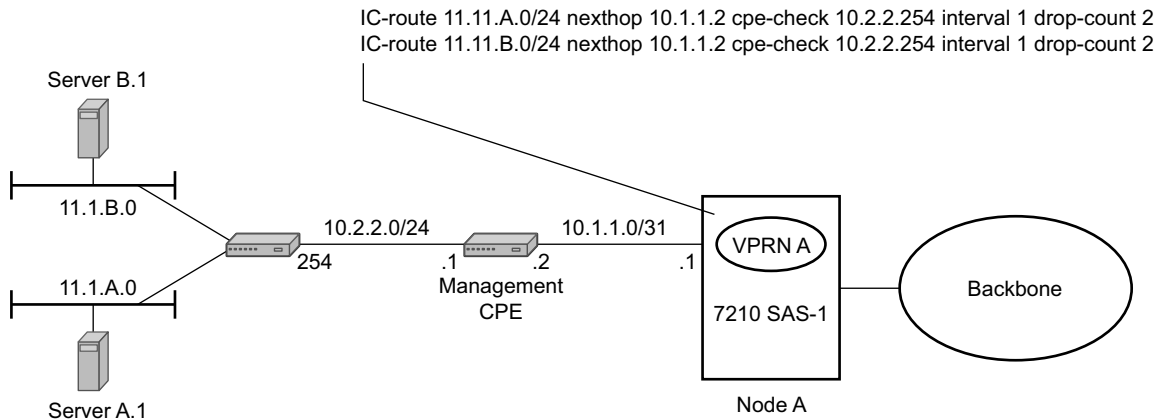 IC-route 11.11.A.0/24 nexthop 10.1.1.2 cpe-check 10.2.2.254 interval 1 drop-count 2
IC-route 11.11.B.0/24 nexthop 10.1.1.2 cpe-check 10.2.2.254 interval 1 drop-count 2
Server B.1
11.1.B.0
10.2.2.0/24
10.1.1.0/31
VPRN A
254
.1
.2
.1
Management
CPE
11.1.A.0
7210 SAS-1
Backbone
Server A.1
Node A